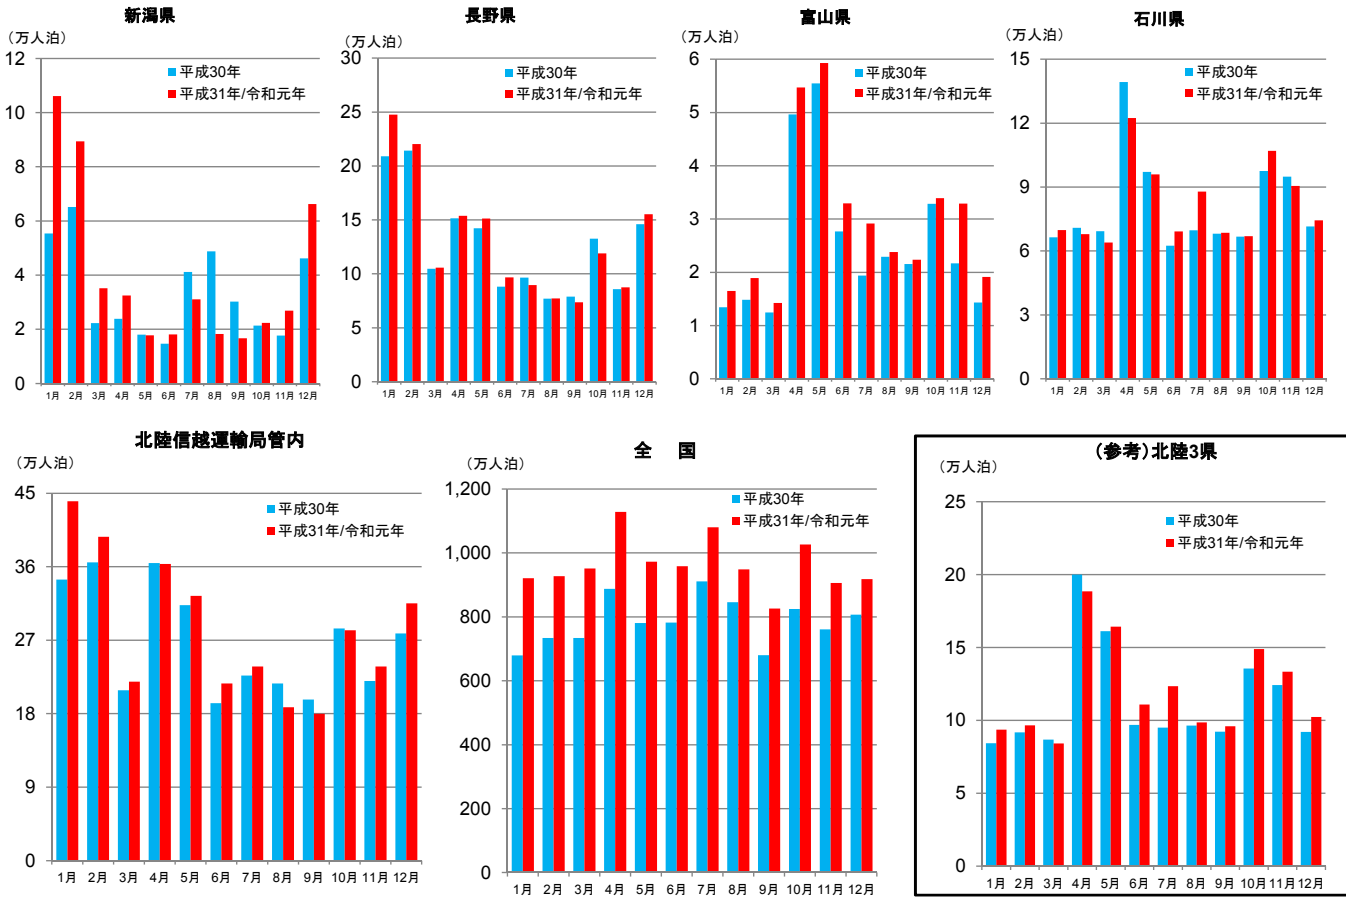 新潟県
（万人泊）
平成30年
平成31年/令和元年
12
10
8
6
4
2
0
1月 2月 3月 4月 5月 6月 7月 8月 9月 10月 11月 12月
長野県
（万人泊）
平成30年
平成31年/令和元年
30
25
20
15
10
5
0
1月 2月 3月 4月 5月 6月 7月 8月 9月 10月 11月 12月
富山県
（万人泊）
平成30年
平成31年/令和元年
6
5
4
3
2
1
0
1月 2月 3月 4月 5月 6月 7月 8月 9月 10月 11月 12月
石川県
（万人泊）
平成30年
平成31年/令和元年
15
12
9
6
3
0
1月 2月 3月 4月 5月 6月 7月 8月 9月 10月 11月 12月
北陸信越運輸局管内
（万人泊）
平成30年
平成31年/令和元年
45
36
27
18
9
0
1月 2月 3月 4月 5月 6月 7月 8月 9月 10月 11月 12月
全 国
（万人泊）
平成30年
平成31年/令和元年
1,200
1,000
800
600
400
200
0
1月 2月 3月 4月 5月 6月 7月 8月 9月 10月 11月 12月
（参考）北陸3県
（万人泊）
平成30年
平成31年/令和元年
25
20
15
10
5
0
1月 2月 3月 4月 5月 6月 7月 8月 9月 10月 11月 12月